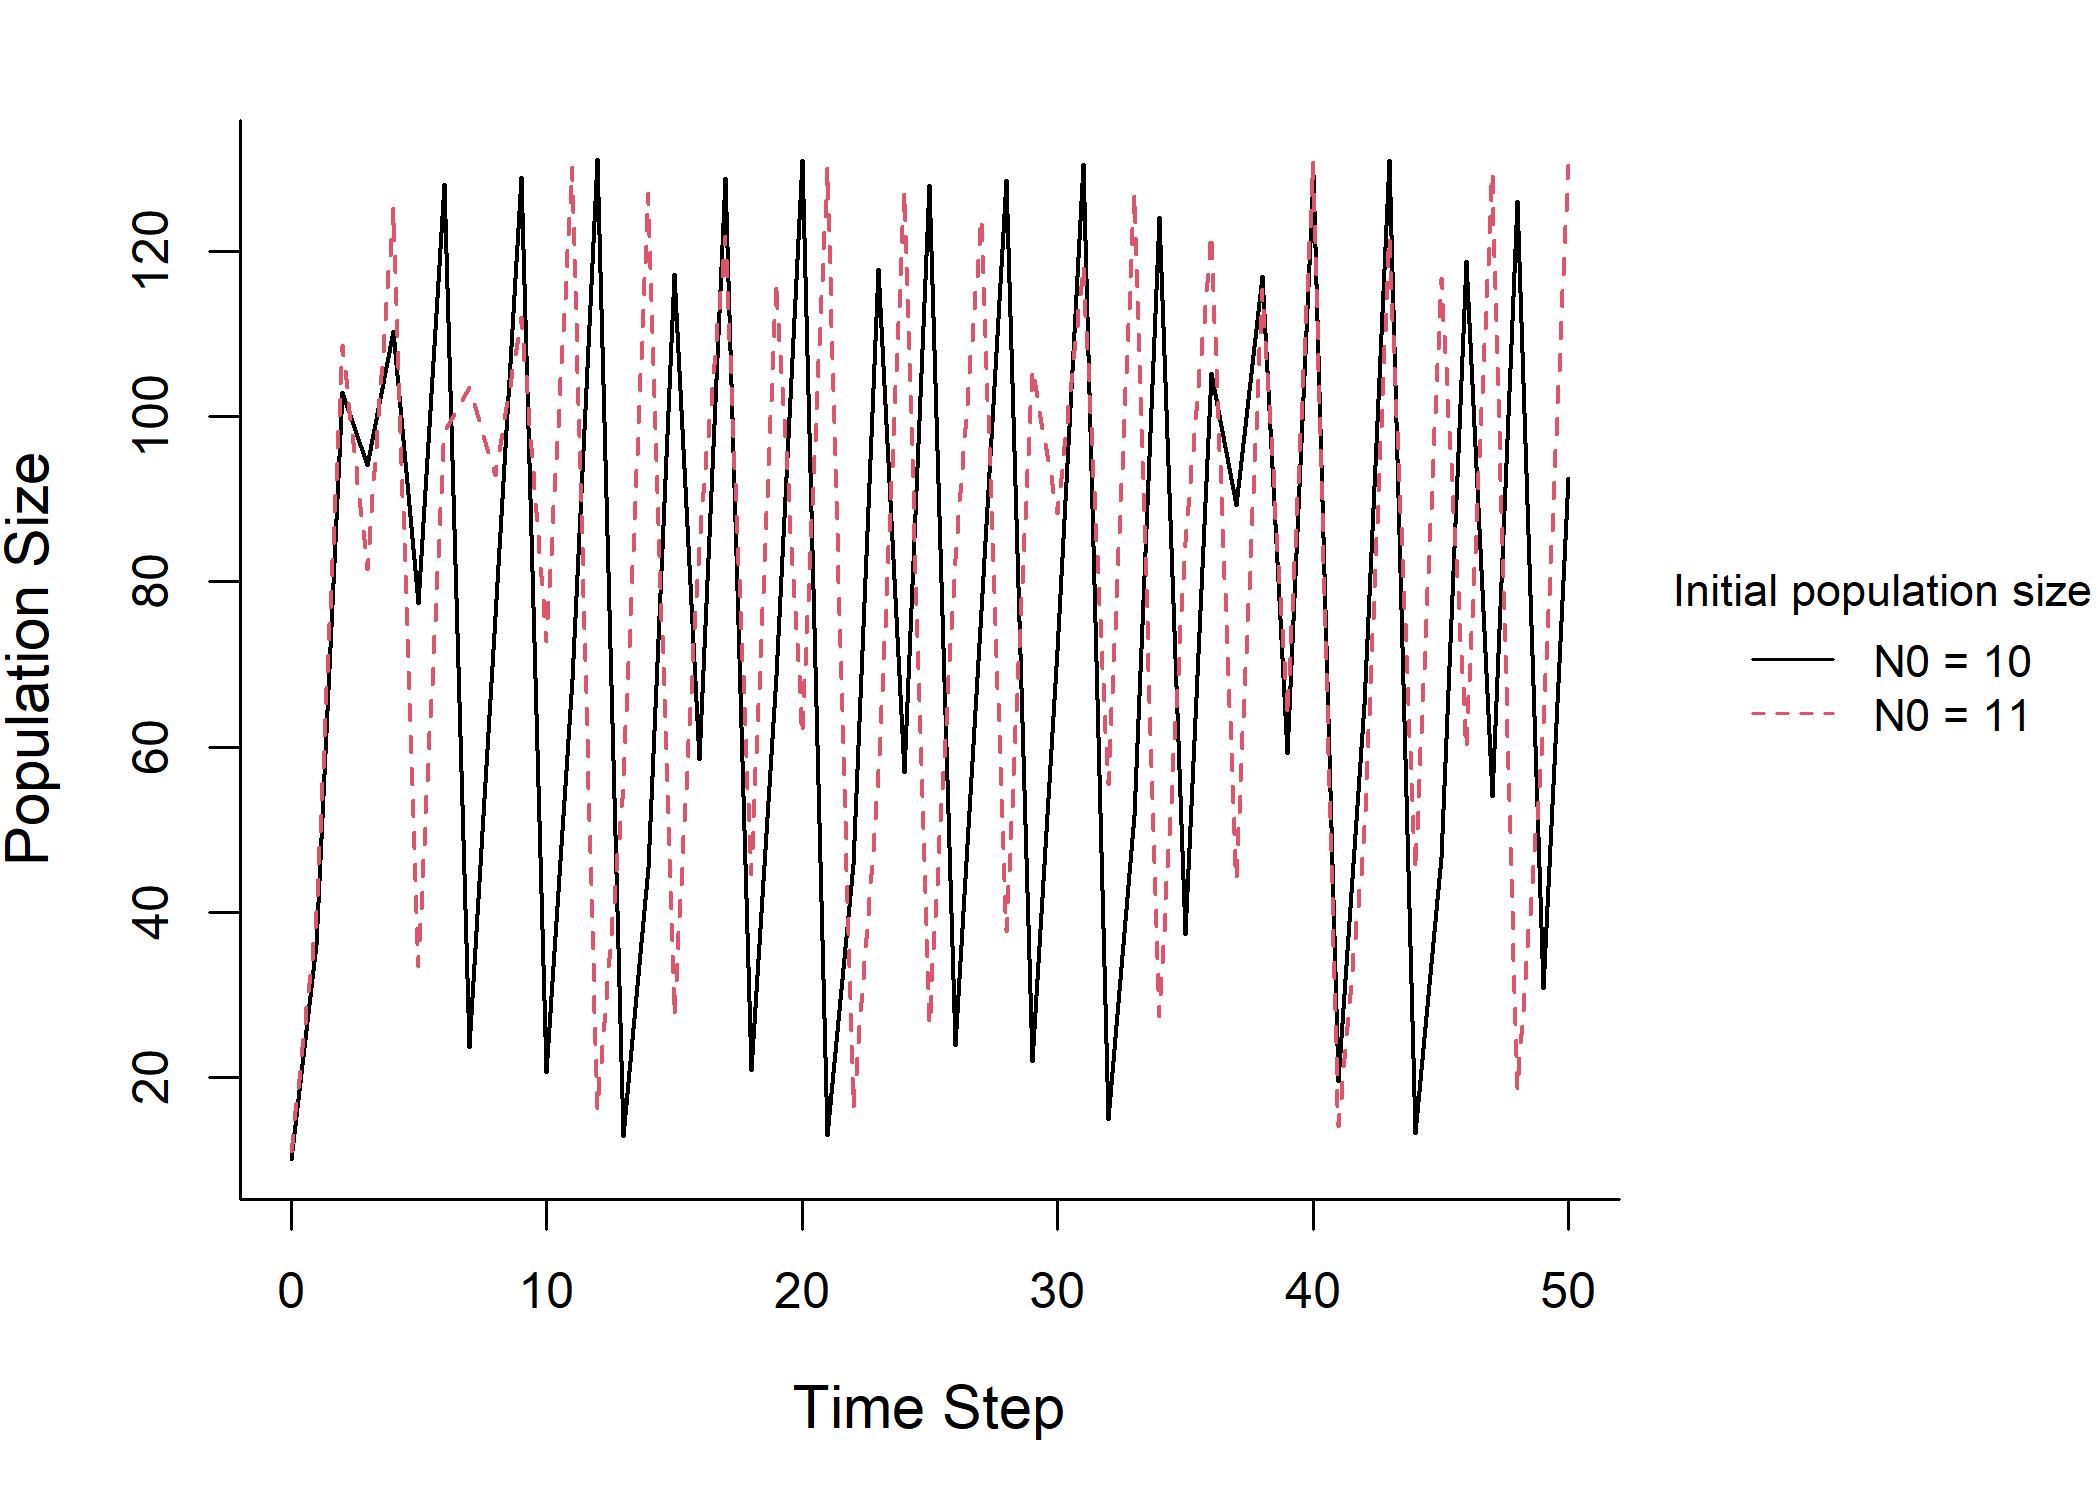 Population Size
120
100
80
60
40
20
0 10 20 30 40 50
Time Step
Initial population size
N0 = 10
N0 = 11